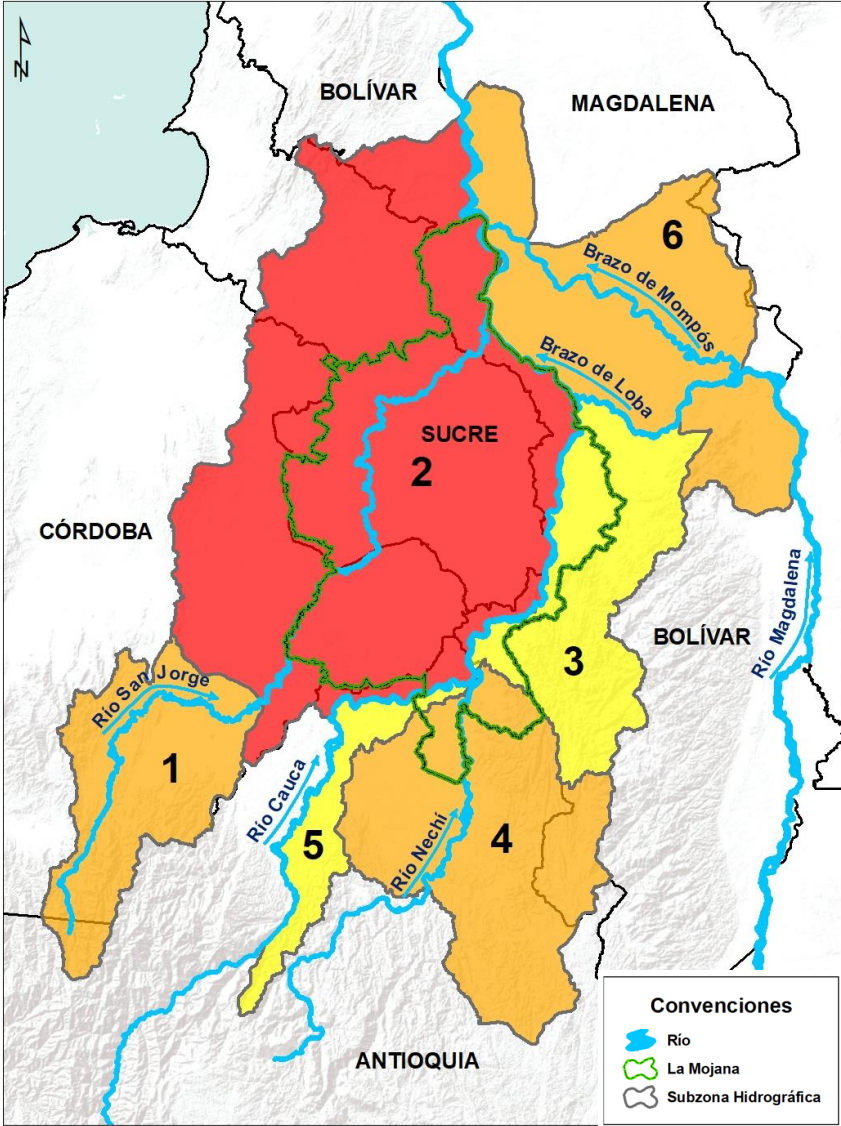 N
BOLÍVAR
MAGDALENA
6
Brazo de Mompós
Brazo de Loba
SUCRE
2
CÓRDOBA
Río Magdalena
BOLÍVAR
3
Río San Jorge
1
Río Cauca
5
Río Nechí
4
ANTIOQUIA
Convenciones
Río
La Mojana
Subzona Hidrográfica